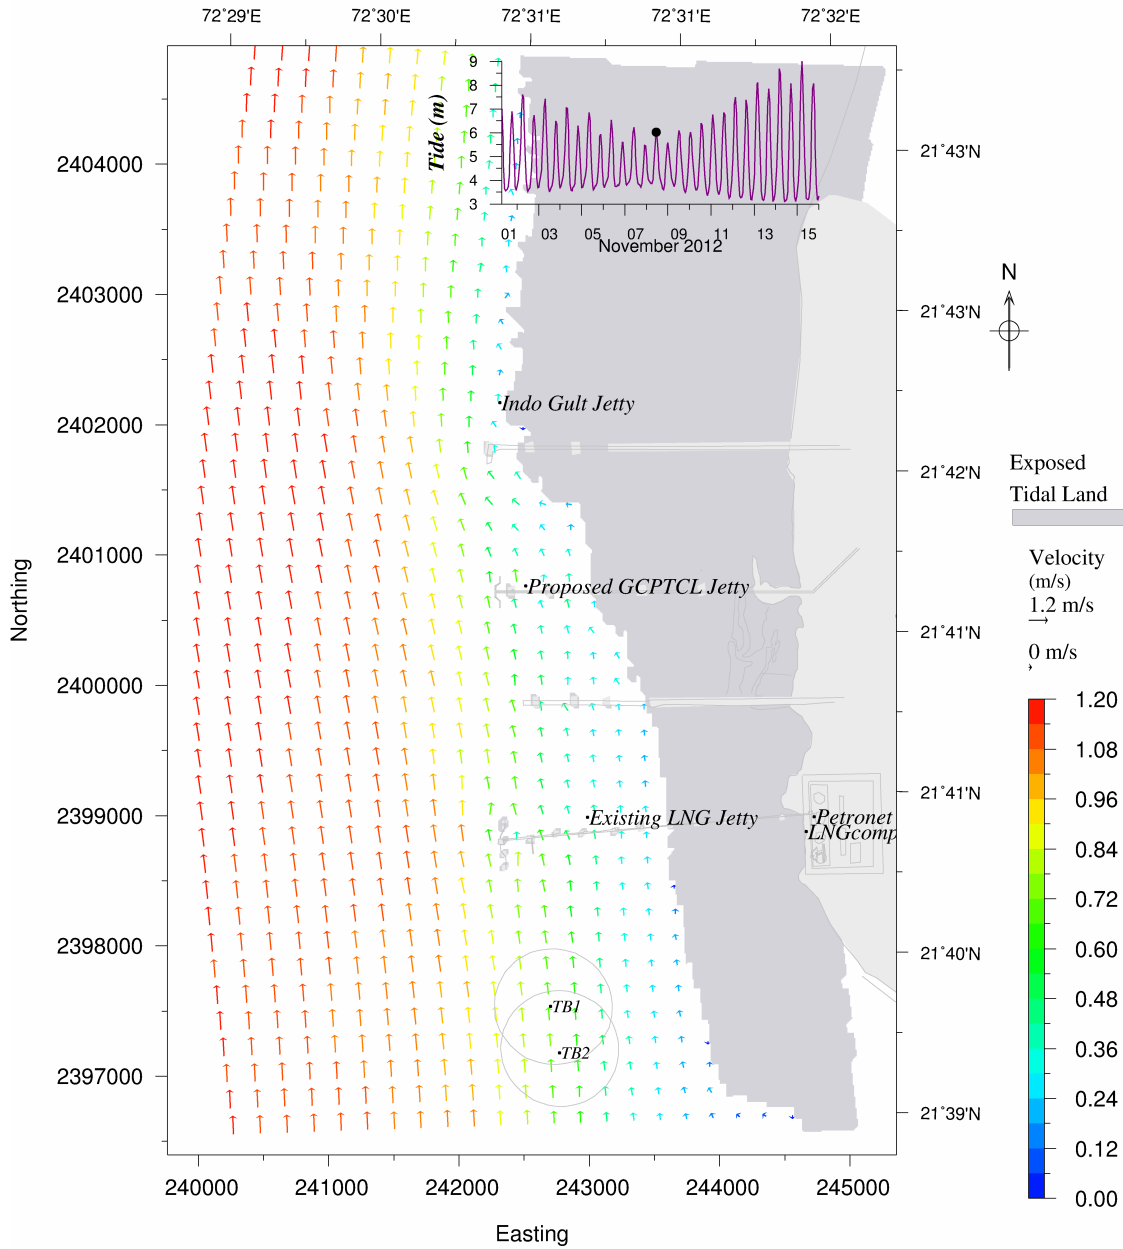 72°29'E 72°30'E 72°31'E 72°31'E 72°32'E
9
8
7
6
5
4
3
Tide (m)
01 03 05 07 09 11 13 15
November 2012
2404000
2403000
2402000
2401000
2400000
2399000
2398000
2397000
Northing
21°43'N
21°43'N
21°42'N
21°41'N
21°41'N
21°40'N
21°39'N
N
Indo Gult Jetty
Proposed GCPTCL Jetty
Existing LNG Jetty
Petronet
LNGcomp
TB1
TB2
Exposed
Tidal Land
Velocity
(m/s)
1.2 m/s
0 m/s
1.20
1.08
0.96
0.84
0.72
0.60
0.48
0.36
0.24
0.12
0.00
240000 241000 242000 243000 244000 245000
Easting